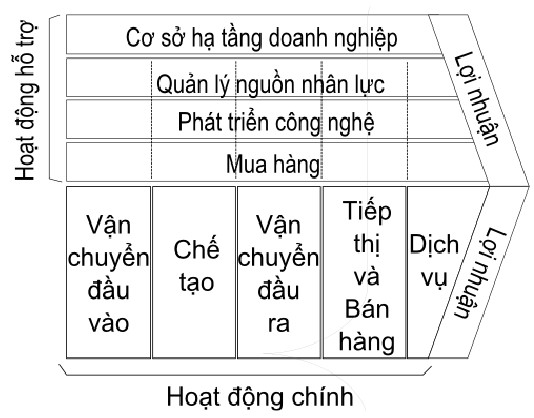 Hoạt động hỗ trợ
Cơ sở hạ tầng doanh nghiệp
Quản lý nguồn nhân lực
Phát triển công nghệ
Mua hàng
Lợi nhuận
Vận
chuyển
đầu
vào
Chế
tạo
Vận
chuyển
đầu
ra
Tiếp
thị
và
Bán
hàng
Dịch
vụ
Lợi nhuận
Hoạt động chính